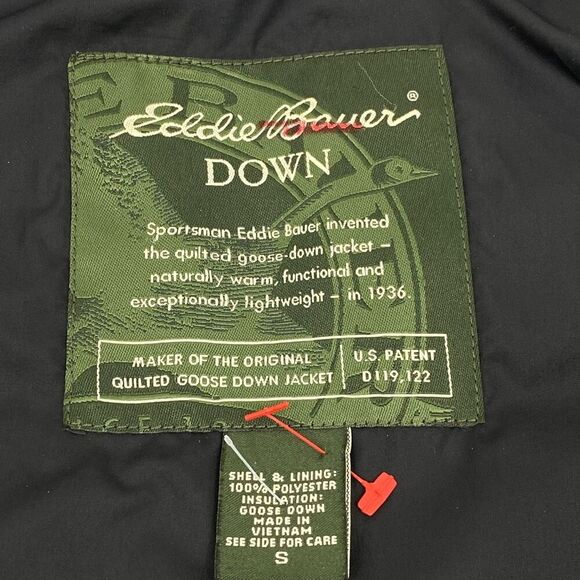 Eddie Bauer®
DOWN
Sportsman Eddie Bauer invented
the quilted goose-down jacket –
naturally warm, functional and
exceptionally lightweight – in 1936.
MAKER OF THE ORIGINAL
QUILTED GOOSE DOWN JACKET
U.S. PATENT
D119,122
SHELL & LINING:
100% POLYESTER
INSULATION:
GOOSE DOWN
MADE IN
VIETNAM
SEE SIDE FOR CARE
S